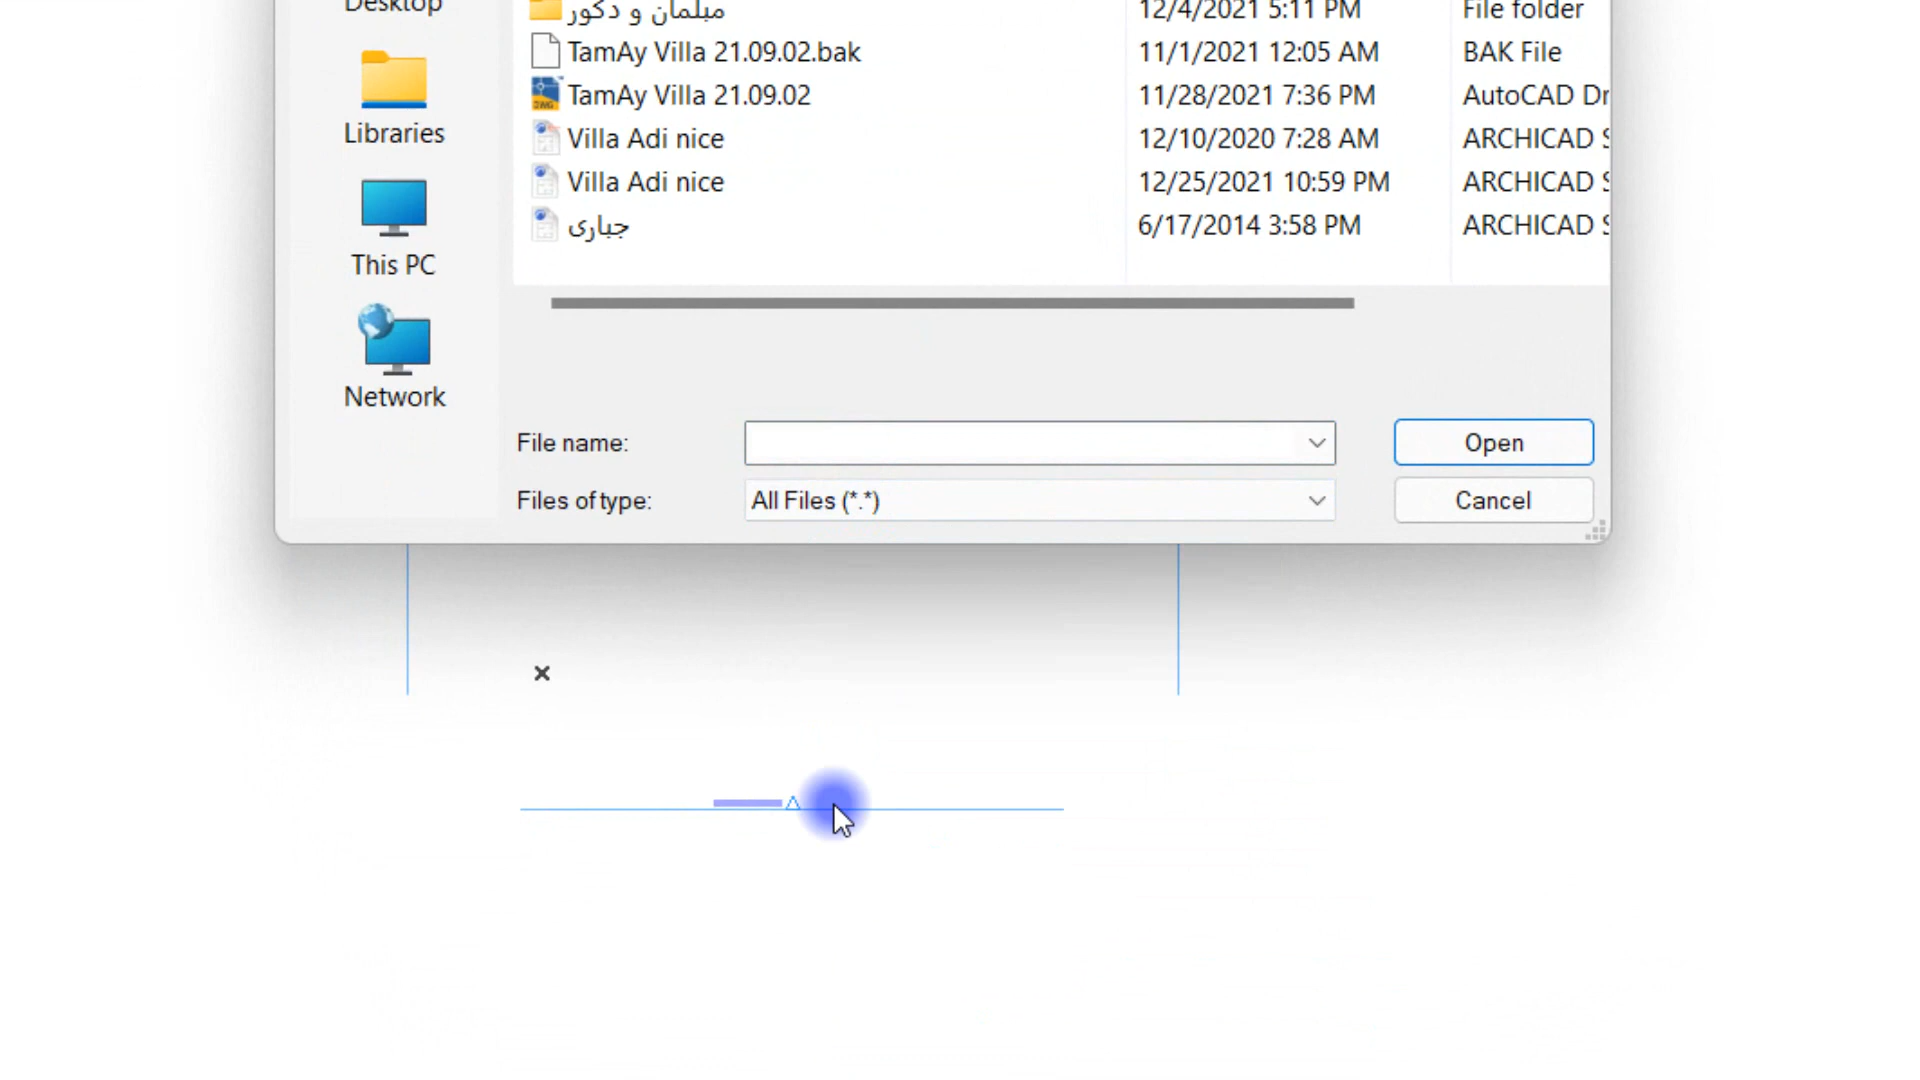 Desktop
مبلمان و دکور 12/4/2021 5:11 PM File folder
TamAy Villa 21.09.02.bak 11/1/2021 12:05 AM BAK File
TamAy Villa 21.09.02 11/28/2021 7:36 PM AutoCAD Dr
Libraries
Villa Adi nice 12/10/2020 7:28 AM ARCHICAD S
Villa Adi nice 12/25/2021 10:59 PM ARCHICAD S
جباری 6/17/2014 3:58 PM ARCHICAD S
This PC
Network
File name: Open
Files of type: All Files (*.*) Cancel